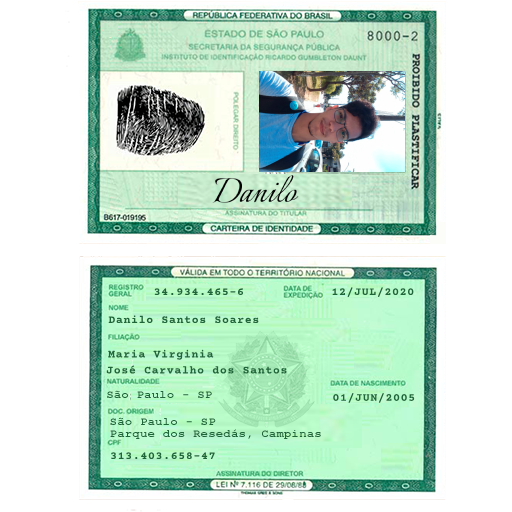 REPÚBLICA FEDERATIVA DO BRASIL
ESTADO DE SÃO PAULO
8000-2
SECRETARIA DA SEGURANÇA PÚBLICA
INSTITUTO DE IDENTIFICAÇÃO RICARDO GUMBLETON DAUNT
POLEGAR DIREITO
PROIBIDO PLASTIFICAR
Danilo
ASSINATURA DO TITULAR
B617-019195
CARTEIRA DE IDENTIDADE
VÁLIDA EM TODO O TERRITÓRIO NACIONAL
REGISTRO GERAL 34.934.465-6 DATA DE EXPEDIÇÃO 12/JUL/2020
NOME
Danilo Santos Soares
FILIAÇÃO
Maria Virginia
José Carvalho dos Santos
NATURALIDADE DATA DE NASCIMENTO
São Paulo - SP 01/JUN/2005
DOC. ORIGEM
São Paulo - SP
Parque dos Resedás, Campinas
CPF
313.403.658-47
ASSINATURA DO DIRETOR
LEI Nº 7.116 DE 29/08/83
THOMAS GREG & SONS